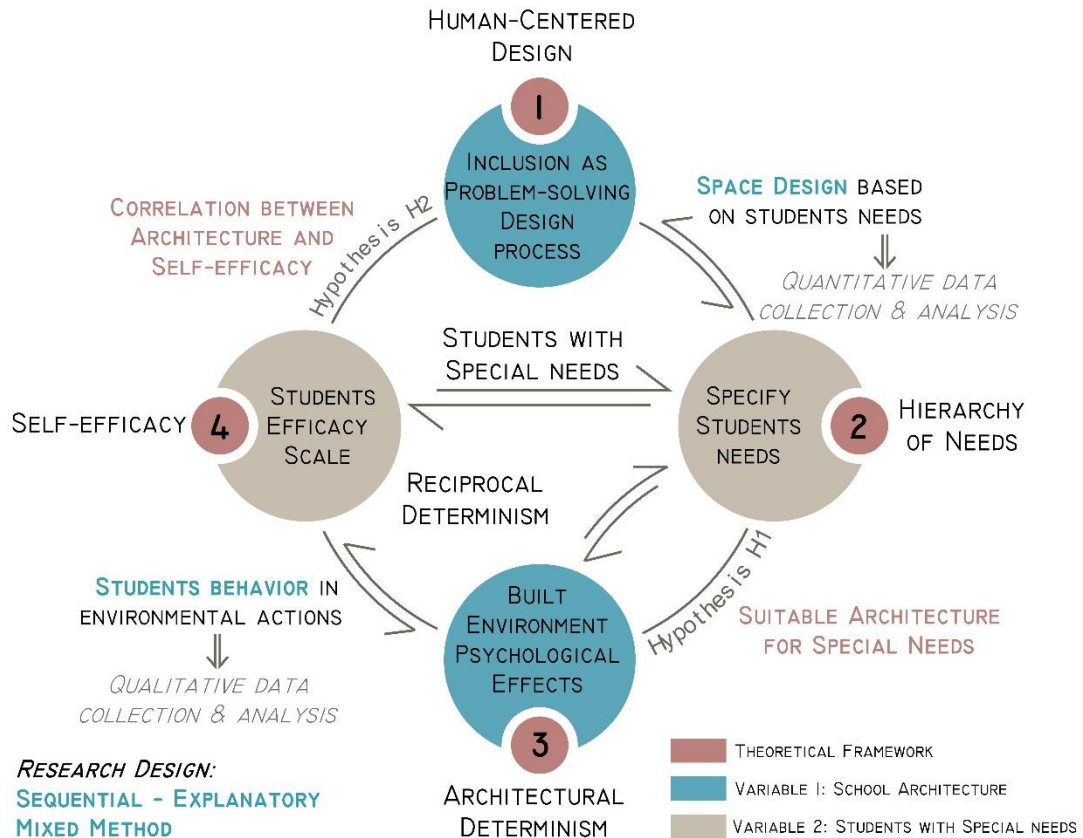 Human-Centered
Design
1
Inclusion as
Problem-solving
Design
process
Correlation between
Architecture and
Self-efficacy
Hypothesis H2
Space Design based
on students needs
Quantitative data
collection & analysis
Students with
Special needs
Self-efficacy
4
Students
Efficacy
Scale
Specify
Students
needs
2
Hierarchy
of Needs
Reciprocal
Determinism
Students behavior in
environmental actions
Qualitative data
collection & analysis
Built
Environment
Psychological
Effects
3
Hypothesis H1
Suitable Architecture
for Special Needs
Architectural
Determinism
Research Design:
Sequential - Explanatory
Mixed Method
Theoretical Framework
Variable 1: School Architecture
Variable 2: Students with Special needs